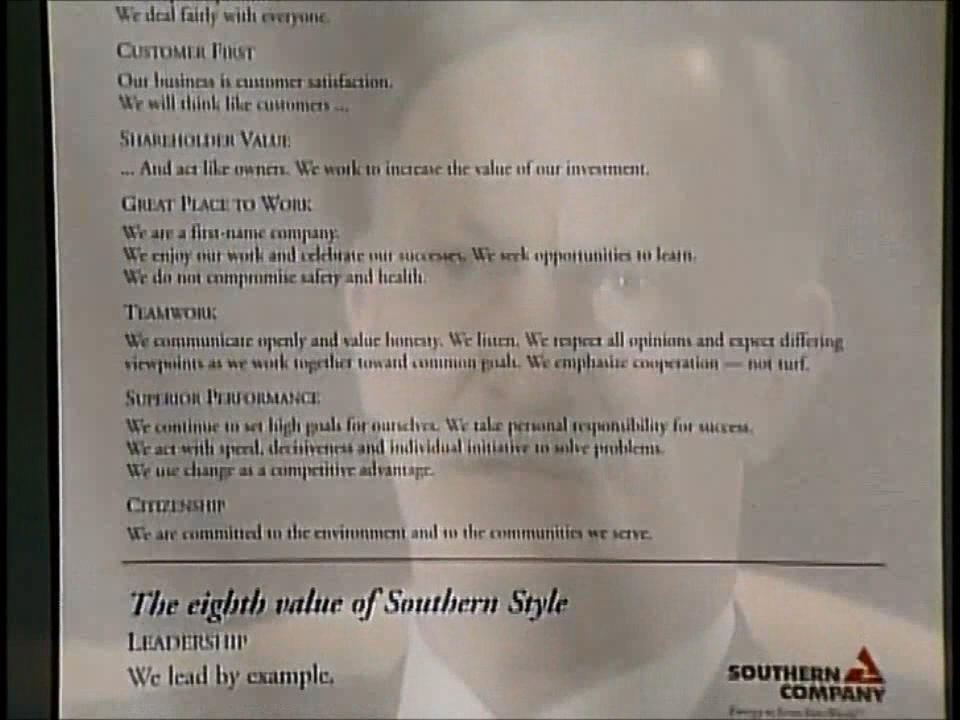 We deal fairly with everyone.
CUSTOMER FIRST
Our business is customer satisfaction.
We will think like customers ...
SHAREHOLDER VALUE
... And act like owners. We work to increase the value of our investment.
GREAT PLACE TO WORK
We are a first-name company.
We enjoy our work and celebrate our successes. We seek opportunities to learn.
We do not compromise safety and health.
TEAMWORK
We communicate openly and value honesty. We listen. We respect all opinions and expect differing
viewpoints as we work together toward common goals. We emphasize cooperation — not turf.
SUPERIOR PERFORMANCE
We continue to set high goals for ourselves. We take personal responsibility for success.
We act with speed, decisiveness and individual initiative to solve problems.
We use change as a competitive advantage.
CITIZENSHIP
We are committed to the environment and to the communities we serve.
The eighth value of Southern Style
LEADERSHIP
We lead by example.
SOUTHERN
COMPANY